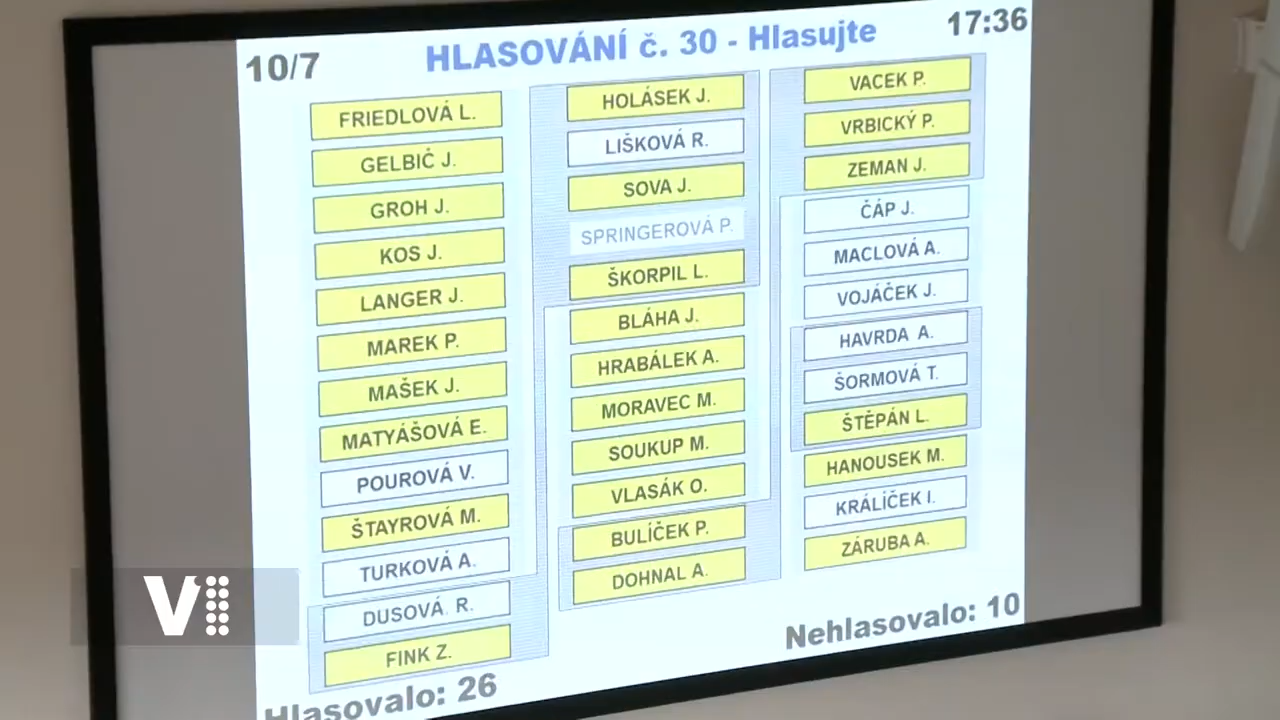 10/7
HLASOVÁNÍ č. 30 - Hlasujte
17:36
FRIEDLOVÁ L.
GELBIČ J.
GROH J.
KOS J.
LANGER J.
MAREK P.
MAŠEK J.
MATYÁŠOVÁ E.
POUROVÁ V.
ŠTAYROVÁ M.
TURKOVÁ A.
DUSOVÁ R.
FINK Z.
HOLÁSEK J.
LIŠKOVÁ R.
SOVA J.
SPRINGEROVÁ P.
ŠKORPIL L.
BLÁHA J.
HRABÁLEK A.
MORAVEC M.
SOUKUP M.
VLASÁK O.
BULÍČEK P.
DOHNAL A.
VACEK P.
VRBICKÝ P.
ZEMAN J.
ČÁP J.
MACLOVÁ A.
VOJÁČEK J.
HAVRDA A.
ŠORMOVÁ T.
ŠTĚPÁN L.
HANOUSEK M.
KRÁLÍČEK I.
ZÁRUBA A.
Hlasovalo: 26
Nehlasovalo: 10
V